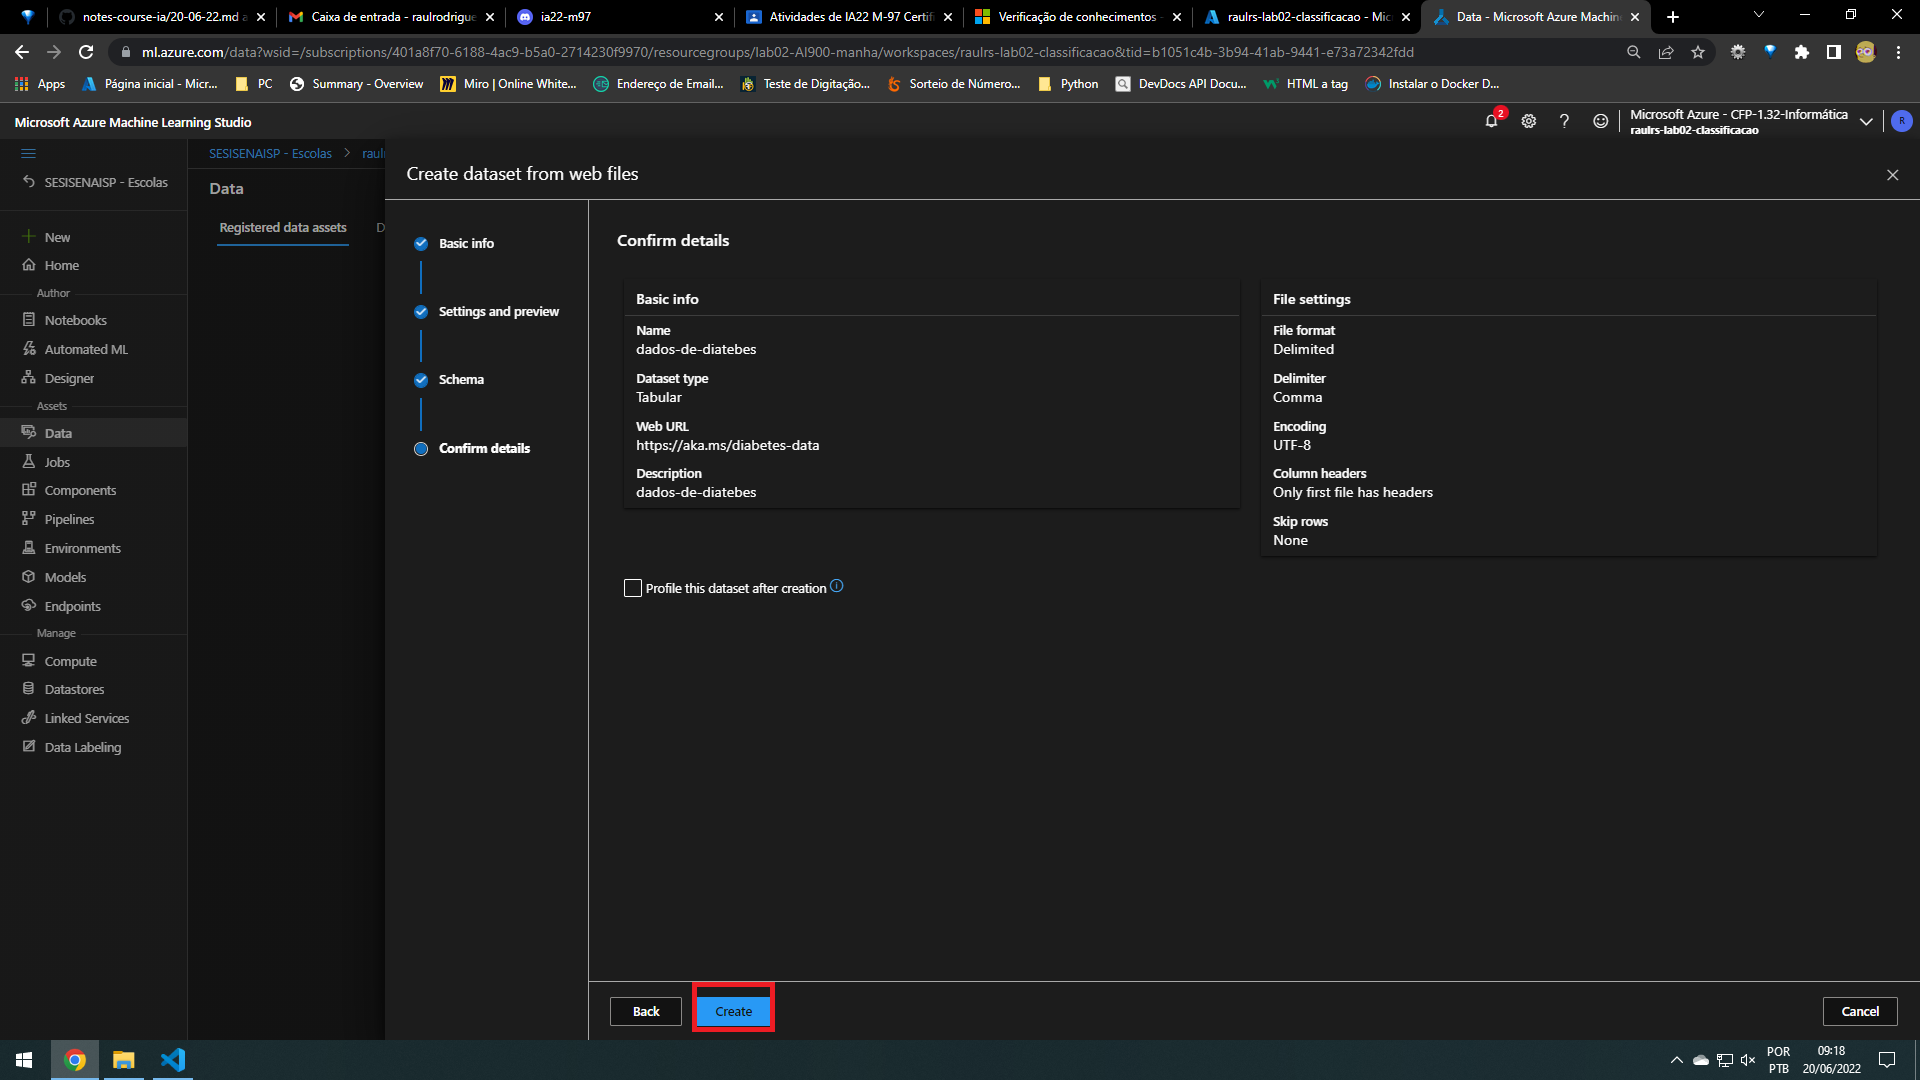 notes-course-ia/20-06-22.md a
Caixa de entrada - raulrodrigue
ia22-m97
Atividades de IA22 M-97 Certifi
Verificação de conhecimentos -
raulrs-lab02-classificacao - Mic
Data - Microsoft Azure Machin
ml.azure.com/data?wsid=/subscriptions/401a8f70-6188-4ac9-b5a0-2714230f9970/resourcegroups/lab02-AI900-manha/workspaces/raulrs-lab02-classificacao&tid=b1051c4b-3b94-41ab-9441-e73a72342fdd
Apps
Página inicial - Micr...
PC
Summary - Overview
Miro | Online White...
Endereço de Email...
Teste de Digitação...
Sorteio de Número...
Python
DevDocs API Docu...
HTML a tag
Instalar o Docker D...
Microsoft Azure Machine Learning Studio
2
Microsoft Azure - CFP-1.32-Informática
raulrs-lab02-classificacao
R
SESISENAISP - Escolas
New
Home
Author
Notebooks
Automated ML
Designer
Assets
Data
Jobs
Components
Pipelines
Environments
Models
Endpoints
Manage
Compute
Datastores
Linked Services
Data Labeling
SESISENAISP - Escolas > raul
Data
Registered data assets D
Create dataset from web files
Basic info
Settings and preview
Schema
Confirm details
Confirm details
Basic info
Name
dados-de-diatebes
Dataset type
Tabular
Web URL
https://aka.ms/diabetes-data
Description
dados-de-diatebes
File settings
File format
Delimited
Delimiter
Comma
Encoding
UTF-8
Column headers
Only first file has headers
Skip rows
None
Profile this dataset after creation
Back
Create
Cancel
POR
PTB
09:18
20/06/2022